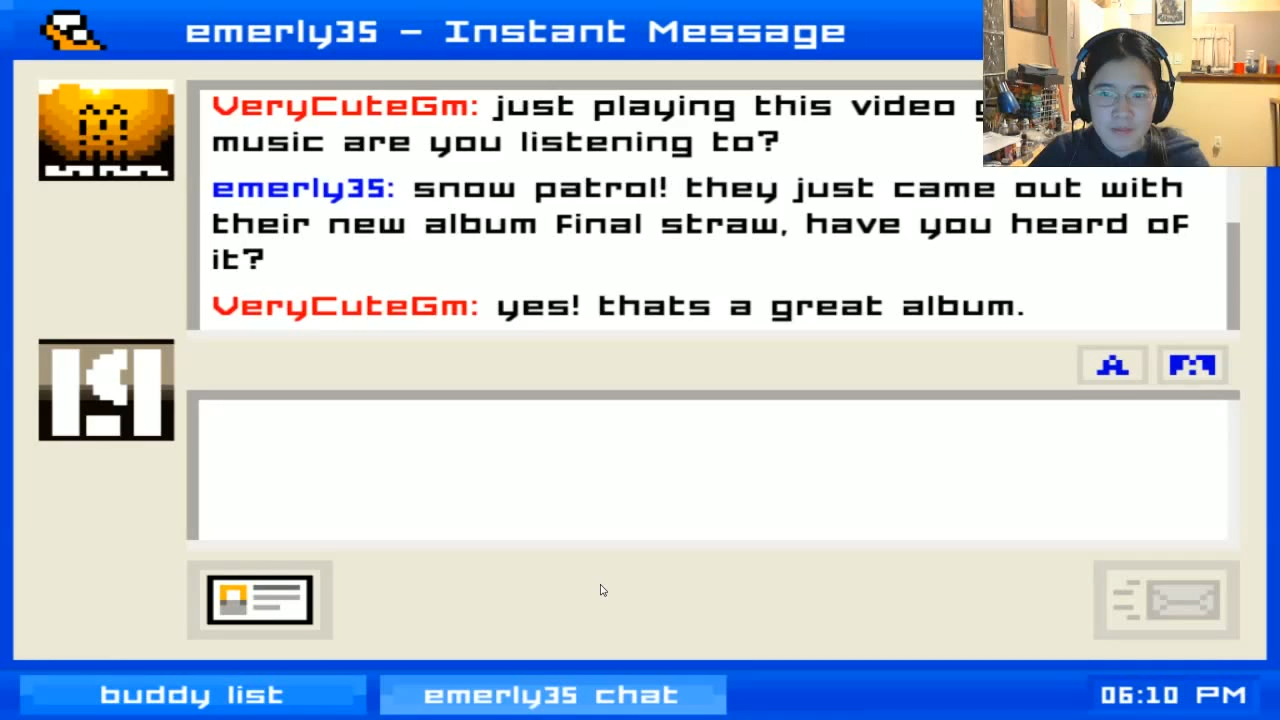 emerly35 - Instant Message
VeryCuteGm: just playing this video
music are you listening to?
emerly35: snow patrol! they just came out with
their new album final straw, have you heard of
it?
VeryCuteGm: yes! thats a great album.
A
buddy list
emerly35 chat
06:10 PM